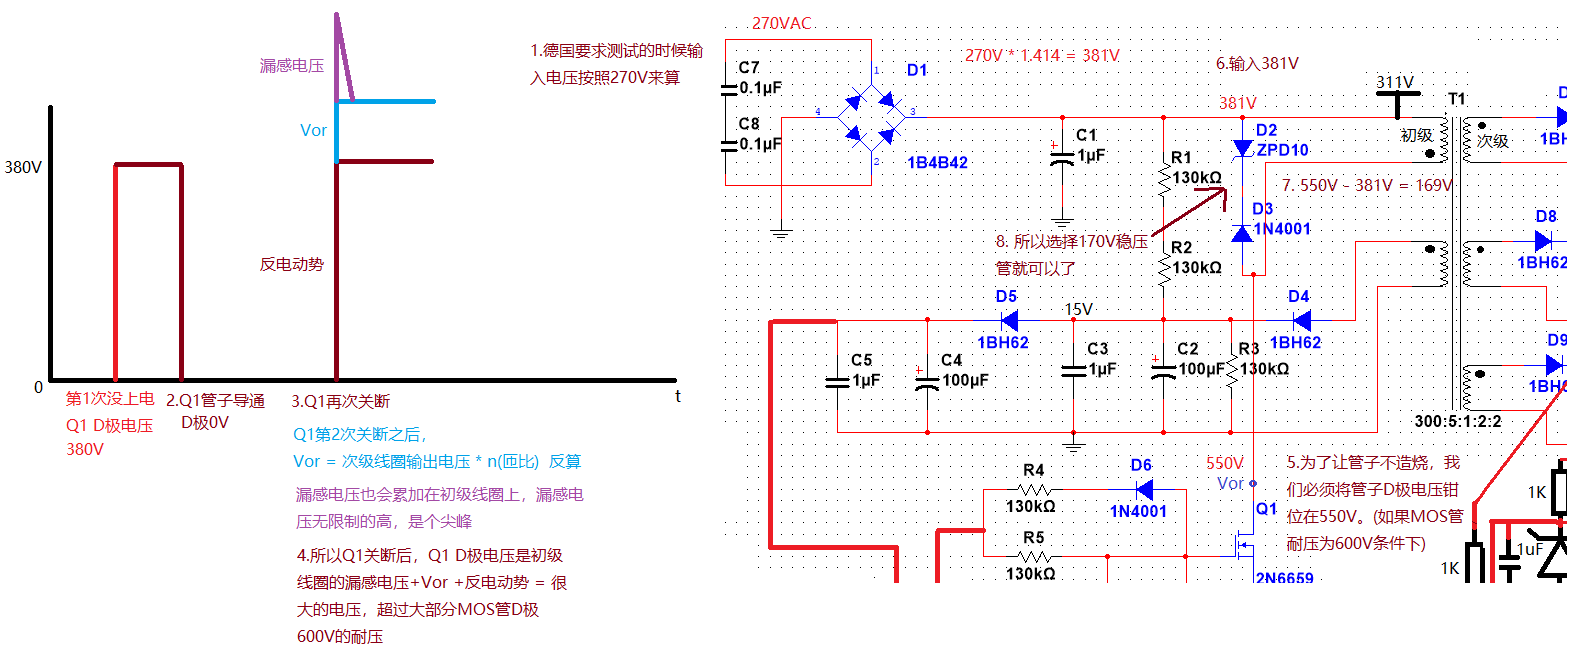 漏感电压
Vor
380V
反电动势
0
t
第1次没上电
Q1 D极电压
380V
2.Q1管子导通
D极0V
3.Q1再次关断
Q1第2次关断之后,
Vor = 次级线圈输出电压 * n(匝比) 反算
漏感电压也会累加在初级线圈上，漏感电
压无限制的高，是个尖峰
4.所以Q1关断后，Q1 D极电压是初级
线圈的漏感电压+Vor +反电动势 = 很
大的电压，超过大部分MOS管D极
600V的耐压
1.德国要求测试的时候输
入电压按照270V来算
270VAC
270V * 1.414 = 381V
6.输入381V
C7
0.1µF
C8
0.1µF
D1
1
2
3
4
1B4B42
381V
311V
T1
C1
1µF
+
R1
130kΩ
D2
ZPD10
初级
次级
D
1BH
7. 550V - 381V = 169V
D3
1N4001
8. 所以选择170V稳压
管就可以了
R2
130kΩ
D8
1BH62
D5
1BH62
15V
D4
1BH62
C5
1µF
C4
100µF
+
C3
1µF
C2
100µF
+
R3
130kΩ
D9
1BH6
300:5:1:2:2
R4
130kΩ
D6
1N4001
550V
Vor
Q1
5.为了让管子不造烧，我
们必须将管子D极电压钳
位在550V。(如果MOS管
耐压为600V条件下)
R5
130kΩ
2N6659
1K
1uF
1K